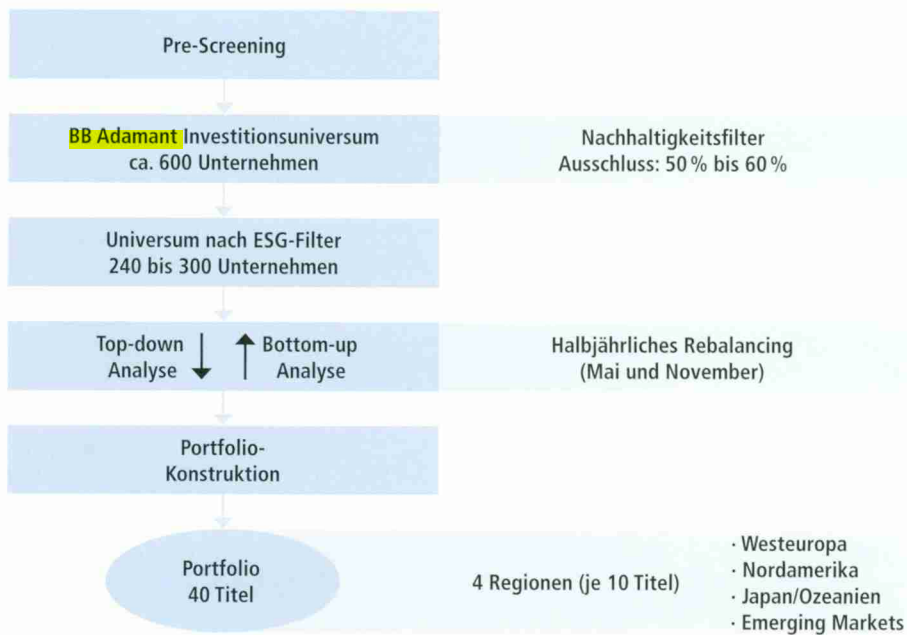 Pre-Screening
BB Adamant Investitionsuniversum
ca. 600 Unternehmen
Nachhaltigkeitsfilter
Ausschluss: 50 % bis 60 %
Universum nach ESG-Filter
240 bis 300 Unternehmen
Top-down
Analyse
Bottom-up
Analyse
Halbjährliches Rebalancing
(Mai und November)
Portfolio-
Konstruktion
Portfolio
40 Titel
4 Regionen (je 10 Titel)
· Westeuropa
· Nordamerika
· Japan/Ozeanien
· Emerging Markets